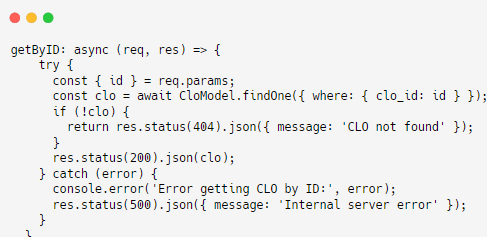 getByID: async (req, res) => {
    try {
      const { id } = req.params;
      const clo = await CloModel.findOne({ where: { clo_id: id } });
      if (!clo) {
        return res.status(404).json({ message: 'CLO not found' });
      }
      res.status(200).json(clo);
    } catch (error) {
      console.error('Error getting CLO by ID:', error);
      res.status(500).json({ message: 'Internal server error' });
    }
  }